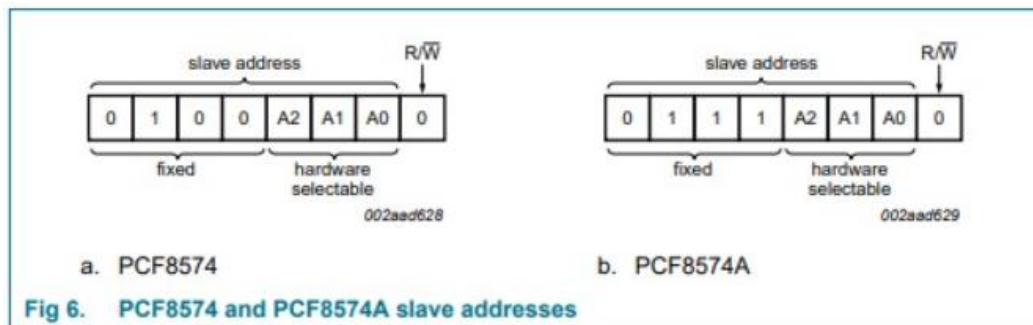 R/W̅
slave address
0 1 0 0 A2 A1 A0 0
fixed
hardware
selectable
002aad628
a. PCF8574
R/W̅
slave address
0 1 1 1 A2 A1 A0 0
fixed
hardware
selectable
002aad629
b. PCF8574A
Fig 6. PCF8574 and PCF8574A slave addresses